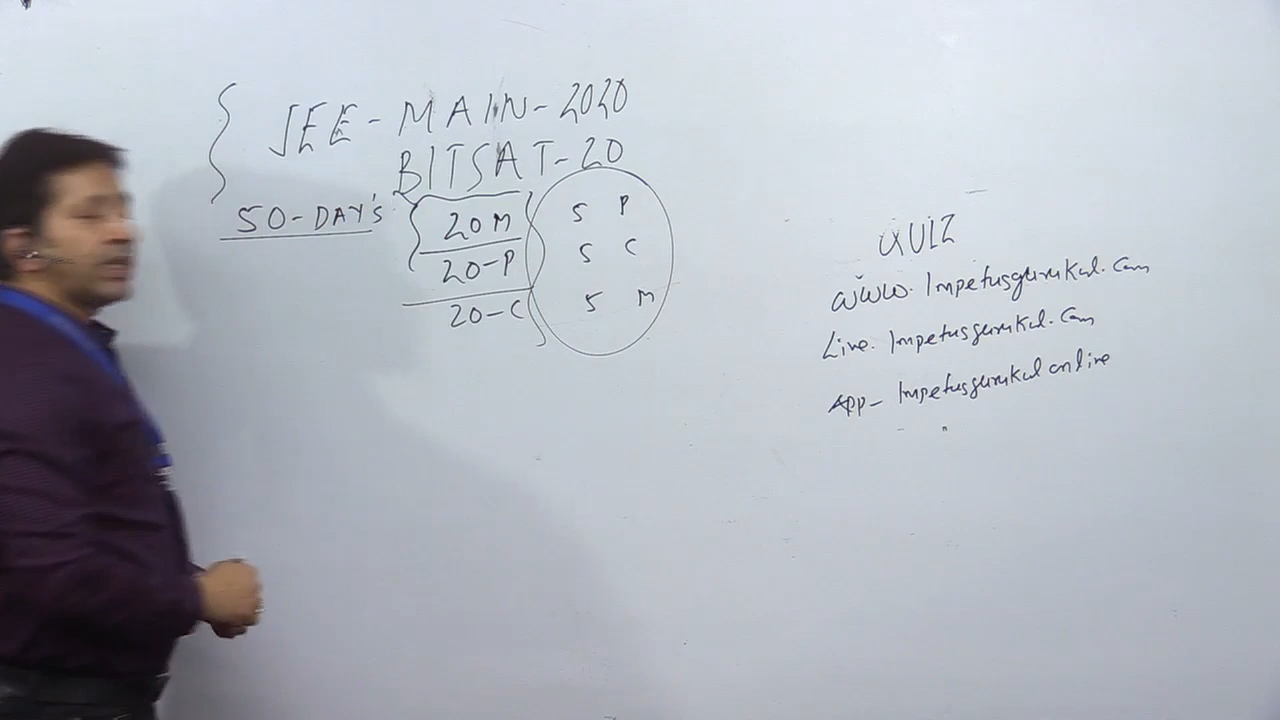 JEE-MAIN-2020
BITSAT-20
50-DAY's
20M
20-P
20-C
5 P
5 C
5 M
QUIZ
www.Impetusgurukul.com
Live.Impetusgurukul.com
APP- Impetusgurukul online